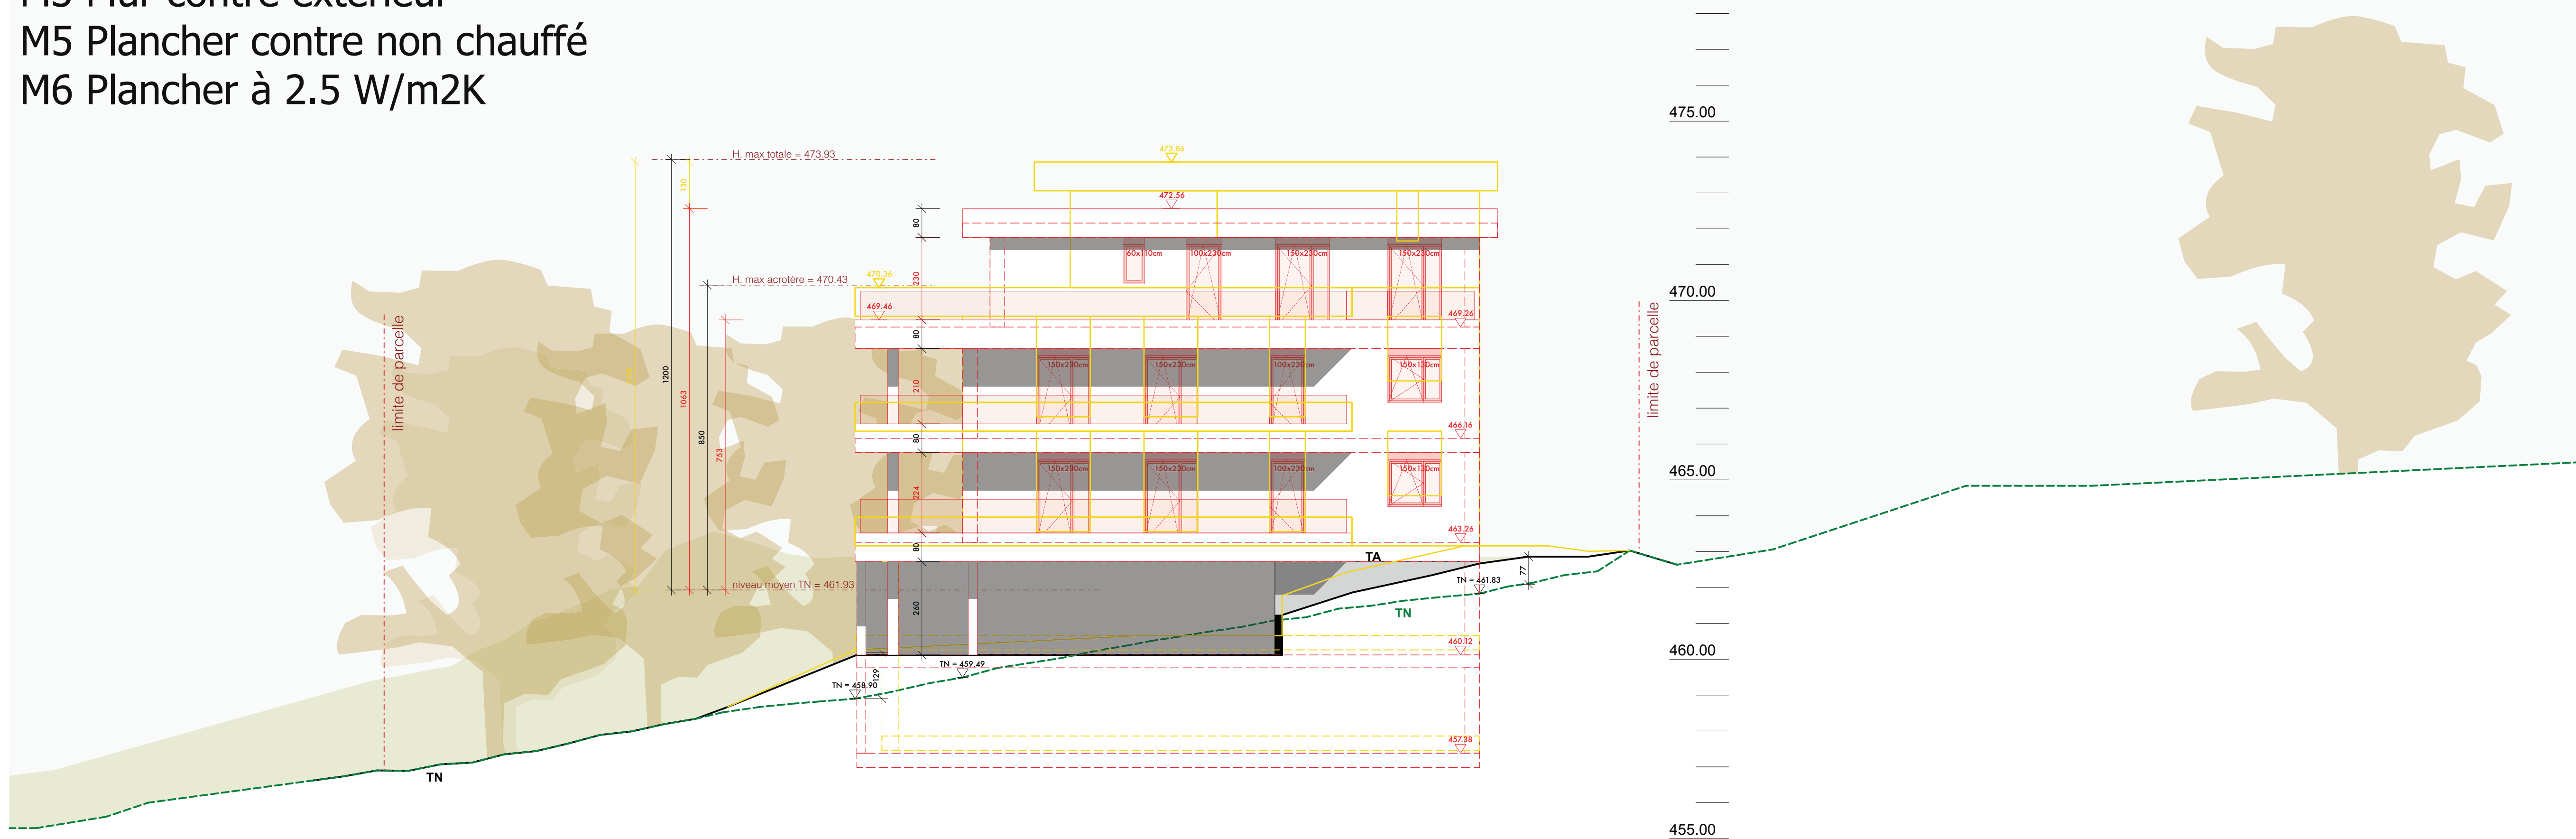 M5 Plancher contre non chauffé
M6 Plancher à 2.5 W/m2K
475.00
473.86
H. max totale = 473.93
130
472.56
80
60x110cm
100x230cm
150x230cm
150x230cm
H. max acrotère = 470.43
470.36
230
470.00
469.46
469.26
limite de parcelle
limite de parcelle
80
150x230cm
150x230cm
100x230cm
150x130cm
1200
1063
210
850
753
80
466.16
465.00
150x230cm
150x230cm
100x230cm
150x130cm
224
463.26
80
TA
77
niveau moyen TN = 461.93
TN = 461.83
260
TN
460.12
460.00
TN = 459.49
129
TN = 458.90
457.38
TN
455.00